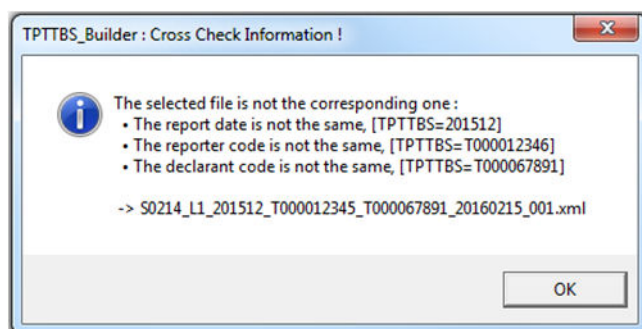 TPTTBS_Builder : Cross Check Information !
The selected file is not the corresponding one :
• The report date is not the same, [TPTTBS=201512]
• The reporter code is not the same, [TPTTBS=T000012346]
• The declarant code is not the same, [TPTTBS=T000067891]
-> S0214_L1_201512_T000012345_T000067891_20160215_001.xml
OK